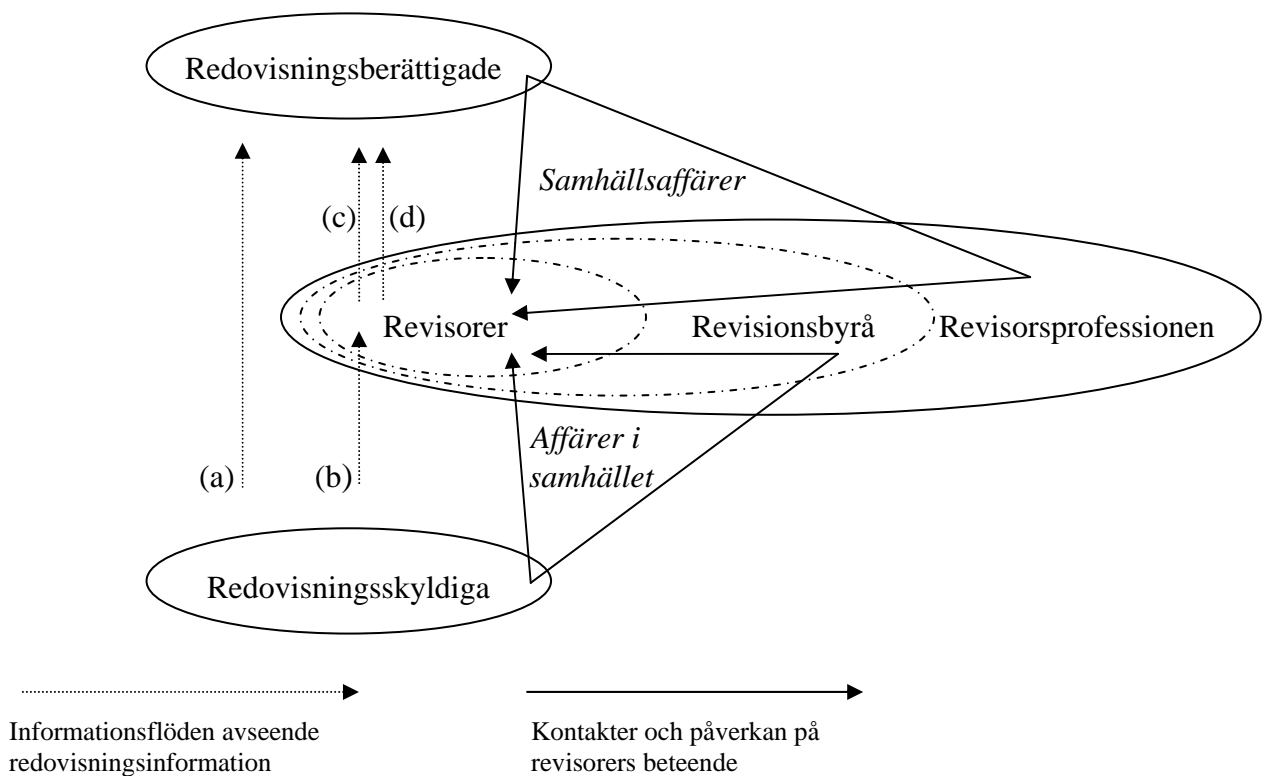 Redovisningsberättigade
Samhällsaffärer
(c) (d)
Revisorer Revisionsbyrå Revisorsprofessionen
Affärer i
samhället
(a) (b)
Redovisningsskyldiga
Informationsflöden avseende
redovisningsinformation
Kontakter och påverkan på
revisorers beteende